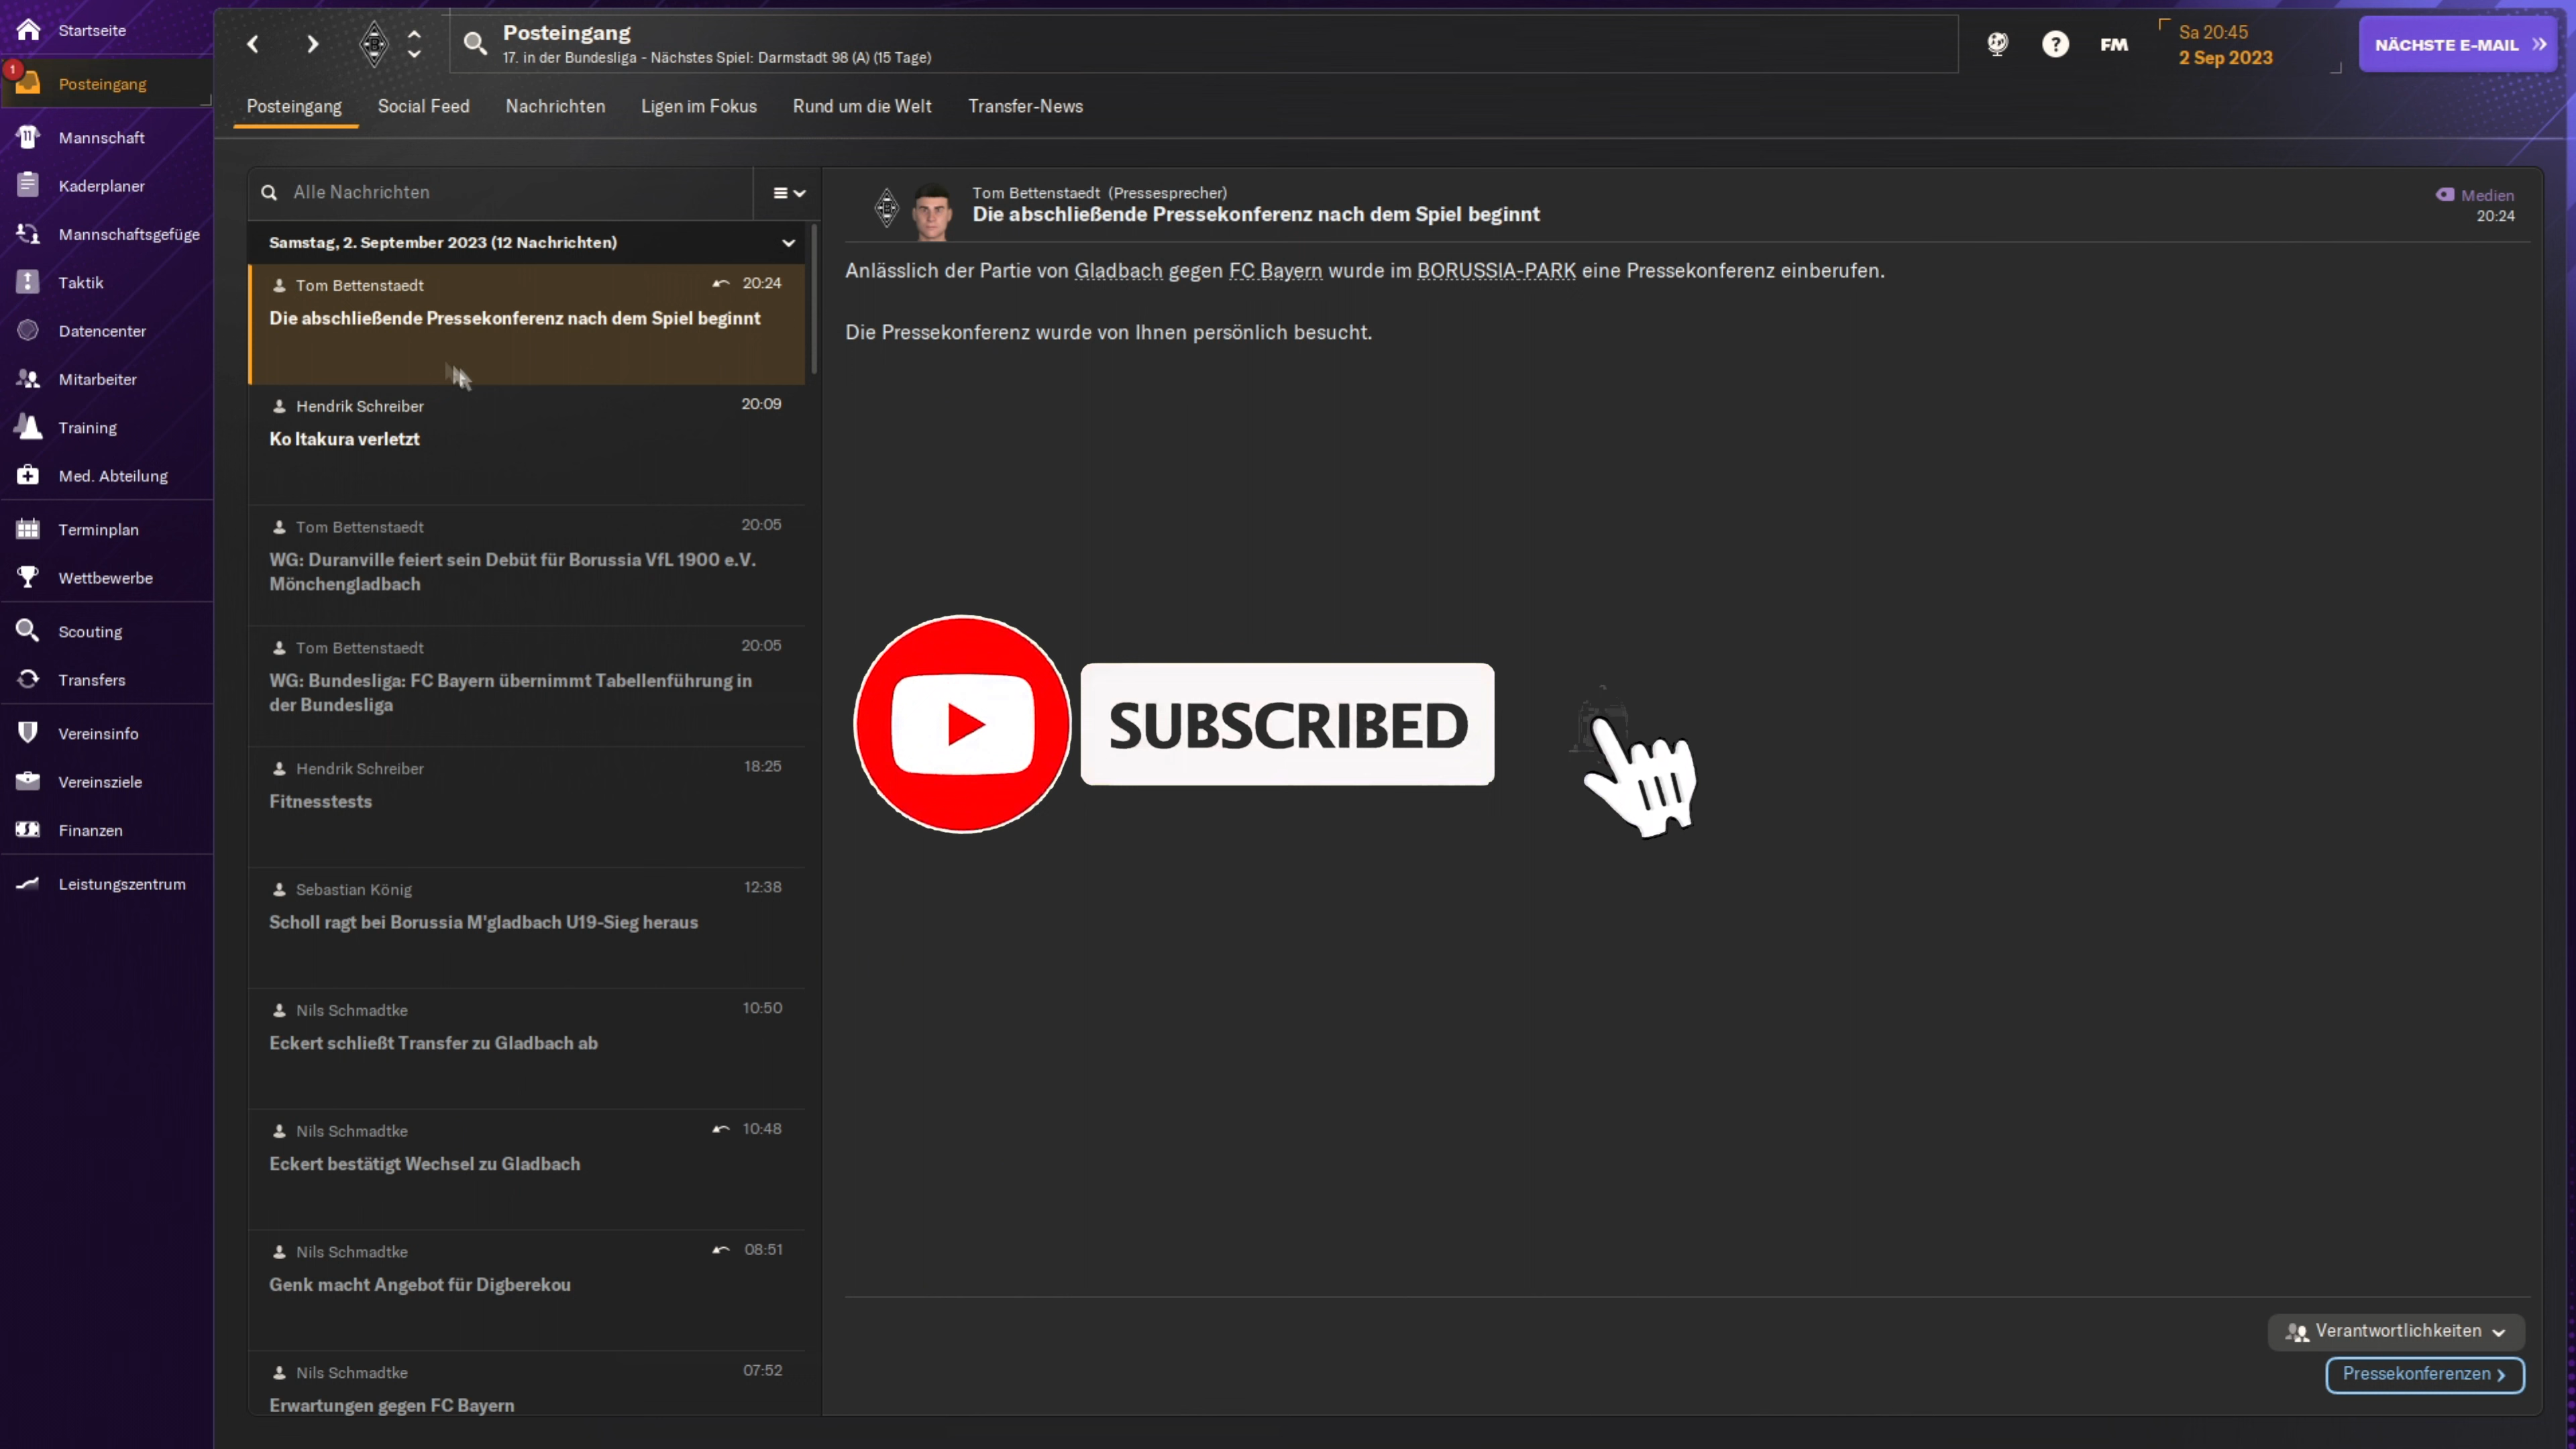 Startseite
1
Posteingang
Mannschaft
Kaderplaner
Mannschaftsgefüge
Taktik
Datencenter
Mitarbeiter
Training
Med. Abteilung
Terminplan
Wettbewerbe
Scouting
Transfers
Vereinsinfo
Vereinsziele
Finanzen
Leistungszentrum
Posteingang
17. in der Bundesliga - Nächstes Spiel: Darmstadt 98 (A) (15 Tage)
FM
Sa 20:45
2 Sep 2023
NÄCHSTE E-MAIL
Posteingang Social Feed Nachrichten Ligen im Fokus Rund um die Welt Transfer-News
Alle Nachrichten
Samstag, 2. September 2023 (12 Nachrichten)
Tom Bettenstaedt 20:24
Die abschließende Pressekonferenz nach dem Spiel beginnt
Hendrik Schreiber 20:09
Ko Itakura verletzt
Tom Bettenstaedt 20:05
WG: Duranville feiert sein Debüt für Borussia VfL 1900 e.V.
Mönchengladbach
Tom Bettenstaedt 20:05
WG: Bundesliga: FC Bayern übernimmt Tabellenführung in
der Bundesliga
Hendrik Schreiber 18:25
Fitnesstests
Sebastian König 12:38
Scholl ragt bei Borussia M'gladbach U19-Sieg heraus
Nils Schmadtke 10:50
Eckert schließt Transfer zu Gladbach ab
Nils Schmadtke 10:48
Eckert bestätigt Wechsel zu Gladbach
Nils Schmadtke 08:51
Genk macht Angebot für Digberekou
Nils Schmadtke 07:52
Erwartungen gegen FC Bayern
Tom Bettenstaedt (Pressesprecher)
Die abschließende Pressekonferenz nach dem Spiel beginnt
Medien
20:24
Anlässlich der Partie von Gladbach gegen FC Bayern wurde im BORUSSIA-PARK eine Pressekonferenz einberufen.
Die Pressekonferenz wurde von Ihnen persönlich besucht.
SUBSCRIBED
Verantwortlichkeiten
Pressekonferenzen